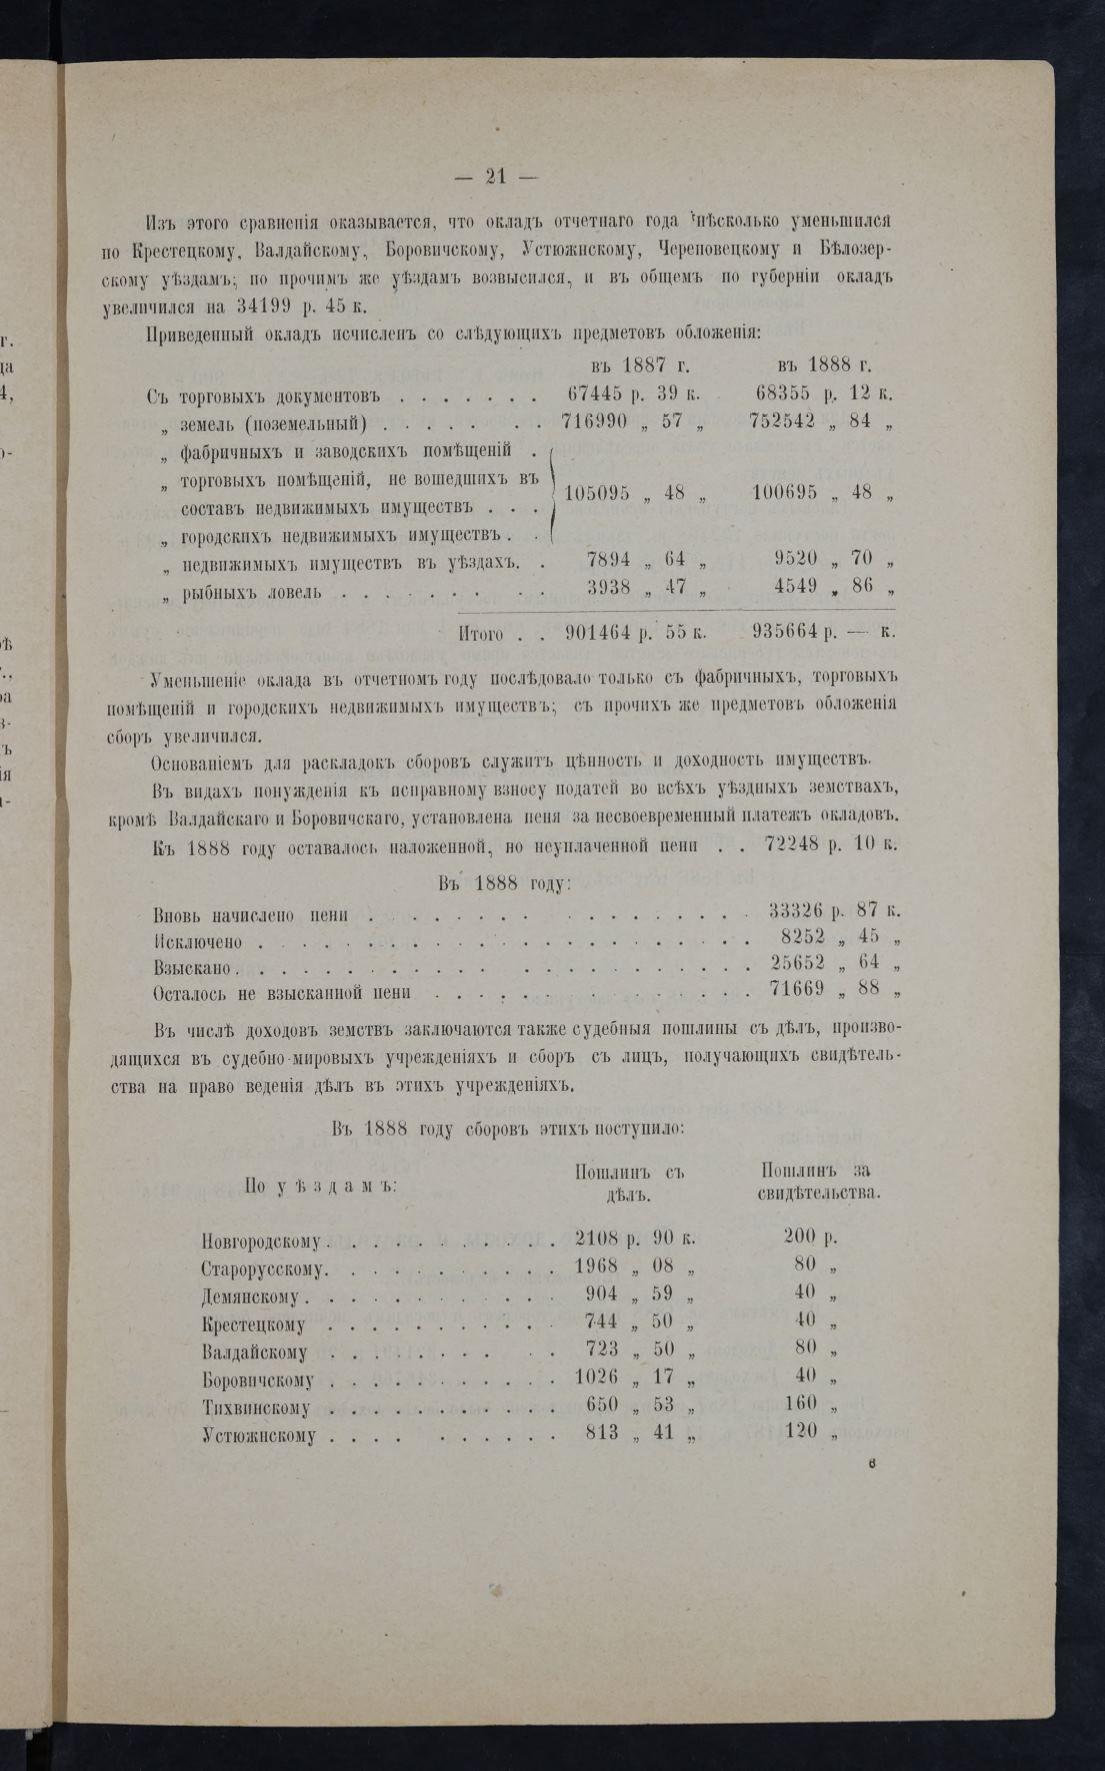 — 21 —
Изъ этого сравненія оказывается, что окладъ отчетнаго года нѣсколько уменьшился
по Крестецкому, Валдайскому, Боровичскому, Устюжнскому, Череповецкому и Бѣлозер-
скому уѣздамъ; по прочимъ же уѣздамъ возвысился, и въ общемъ по губерніи окладъ
увеличился на 34199 р. 45 к.
Приведенный окладъ исчисленъ со слѣдующихъ предметовъ обложенія:
въ 1887 г. въ 1888 г.
Съ торговыхъ документовъ . . . . . . . 67445 р. 39 к. 68355 р. 12 к.
„ земель (поземельный) . . . . . . . 716990 „ 57 „ 752542 „ 84 „
„ фабричныхъ и заводскихъ помѣщеній .
„ торговыхъ помѣщеній, не вошедшихъ въ
105095 „ 48 „ 100695 „ 48 „
составъ недвижимыхъ имуществъ . . .
„ городскихъ недвижимыхъ имуществъ . .
„ недвижимыхъ имуществъ въ уѣздахъ. . 7894 „ 64 „ 9520 „ 70 „
„ рыбныхъ ловель . . . . . . . . . 3938 „ 47 „ 4549 „ 86 „
Итого . . 901464 р. 55 к. 935664 р. — к.
Уменьшеніе оклада въ отчетномъ году послѣдовало только съ фабричныхъ, торговыхъ
помѣщеній и городскихъ недвижимыхъ имуществъ; съ прочихъ же предметовъ обложенія
сборъ увеличился.
Основаніемъ для раскладокъ сборовъ служитъ цѣнность и доходность имуществъ.
Въ видахъ понужденія къ исправному взносу податей во всѣхъ уѣздныхъ земствахъ,
кромѣ Валдайскаго и Боровичскаго, установлена пеня за несвоевременный платежъ окладовъ.
Къ 1888 году оставалось наложенной, но неуплаченной пени . . 72248 р. 10 к.
Въ 1888 году:
Вновь начислено пени . . . . . . . . . . . . . . 33326 р. 87 к.
Исключено . . . . . . . . . . . . . . . . . . . 8252 „ 45 „
Взыскано . . . . . . . . . . . . . . . . . . . 25652 „ 64 „
Осталось не взысканной пени . . . . . . . . . . . 71669 „ 88 „
Въ числѣ доходовъ земствъ заключаются также судебныя пошлины съ дѣлъ, произво-
дящихся въ судебно-мировыхъ учрежденіяхъ и сборъ съ лицъ, получающихъ свидѣтель-
ства на право веденія дѣлъ въ этихъ учрежденіяхъ.
Въ 1888 году сборовъ этихъ поступило:
По уѣздамъ: Пошлинъ съ дѣлъ. Пошлинъ за свидѣтельства.
Новгородскому . . . . . . . . . . 2108 р. 90 к. 200 р.
Старорусскому. . . . . . . . . . 1968 „ 08 „ 80 „
Демянскому . . . . . . . . . . . 904 „ 59 „ 40 „
Крестецкому . . . . . . . . . . 744 „ 50 „ 40 „
Валдайскому . . . . . . . . . . 723 „ 50 „ 80 „
Боровичскому . . . . . . . . . . 1026 „ 17 „ 40 „
Тихвинскому . . . . . . . . . . 650 „ 53 „ 160 „
Устюжнскому . . . . . . . . . . 813 „ 41 „ 120 „
6